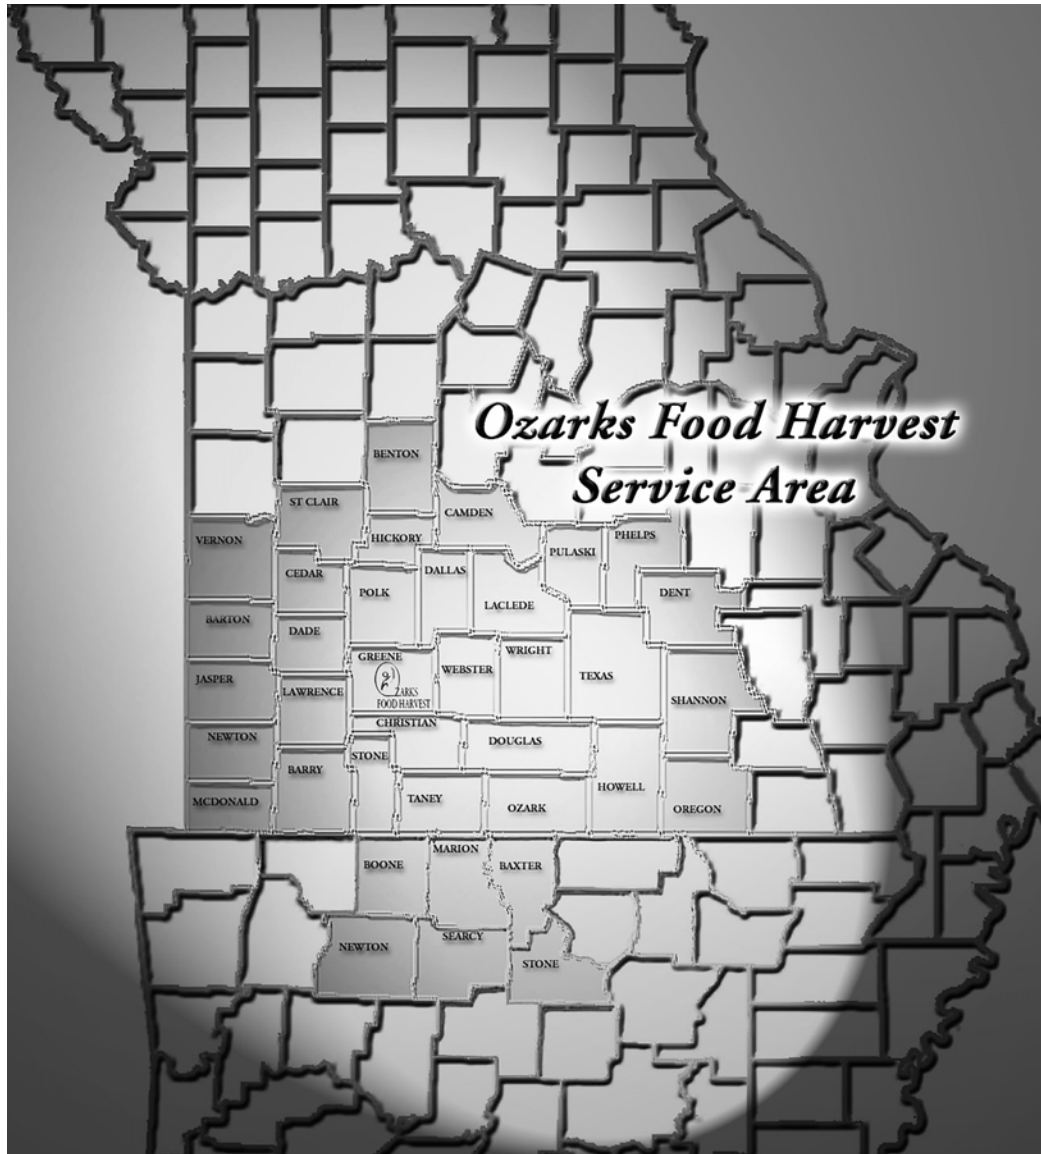 Ozarks Food Harvest
Service Area
BENTON
ST CLAIR
CAMDEN
VERNON
HICKORY
PHELPS
PULASKI
CEDAR
DALLAS
POLK
DENT
LACLEDE
BARTON
DADE
GREENE
WRIGHT
WEBSTER
TEXAS
JASPER
LAWRENCE
ZARKS
FOOD HARVEST
SHANNON
CHRISTIAN
NEWTON
DOUGLAS
STONE
BARRY
HOWELL
MCDONALD
TANEY
OZARK
OREGON
MARION
BOONE
BAXTER
SEARCY
NEWTON
STONE